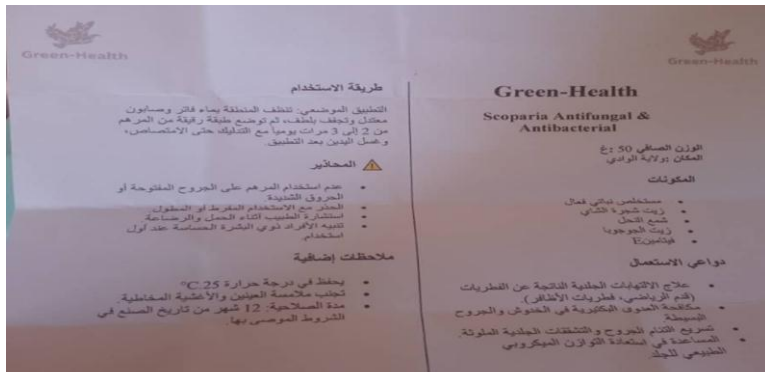 Green-Health
Green-Health
Green-Health
Scoparia Antifungal &
Antibacterial
الوزن الصافي 50 :غ
المكان :ولاية الوادي.
المكونات
مستخلص نباتي فعال
زيت شجرة الشاي
شمع النحل
زيت الجوجوبا
فيتامينE
دواعي الاستعمال
علاج الالتهابات الجلدية الناتجة عن الفطريات
(قدم الرياضي، فطريات الأظافر).
مكافحة العدوى البكتيرية في الخدوش والجروح
البسيطة.
تسريع التئام الجروح والتشققات الجلدية الملوثة.
المساعدة في استعادة التوازن الميكروبي
الطبيعي للجلد.
طريقة الاستخدام
التطبيق الموضعي: تنظف المنطقة بماء فاتر وصابون
معتدل وتجفف بلطف، ثم توضع طبقة رقيقة من المرهم
من 2 إلى 3 مرات يومياً مع التدليك حتى الامتصاص،
وغسل اليدين بعد التطبيق.
المحاذير
عدم استخدام المرهم على الجروح المفتوحة أو
الحروق الشديدة.
الحذر مع الاستخدام المفرط أو المطول.
استشارة الطبيب أثناء الحمل والرضاعة.
تنبيه الأفراد ذوي البشرة الحساسة عند أول
استخدام.
ملاحظات إضافية
يحفظ في درجة حرارة 25.C°
تجنب ملامسة العينين والأغشية المخاطية.
مدة الصلاحية: 12 شهر من تاريخ الصنع في
الشروط الموصى بها.